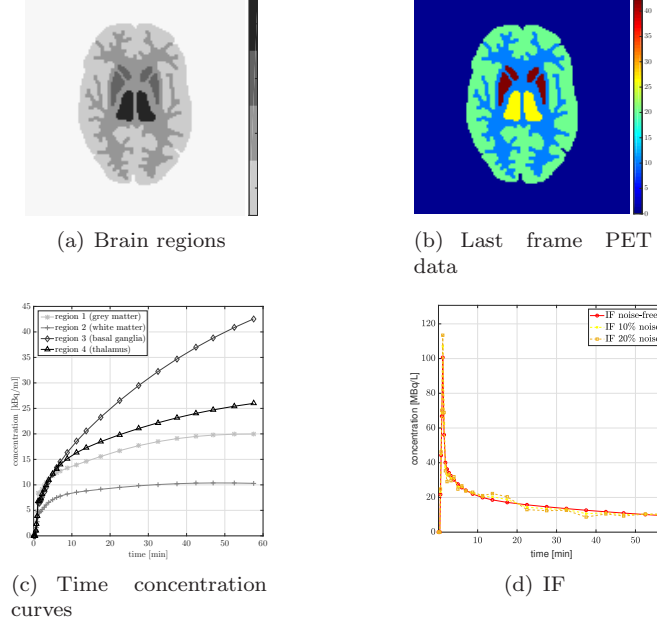 40
35
30
25
20
15
10
5
0
(a) Brain regions
(b) Last frame PET
data
45
40
35
30
25
20
15
10
5
0
concentration [kBq/ml]
region 1 (grey matter)
region 2 (white matter)
region 3 (basal ganglia)
region 4 (thalamus)
0 10 20 30 40 50 60
time [min]
120
100
80
60
40
20
0
concentration [MBq/L]
IF noise-free
IF 10% noise
IF 20% noise
10 20 30 40 50
time [min]
(c) Time concentration
curves
(d) IF